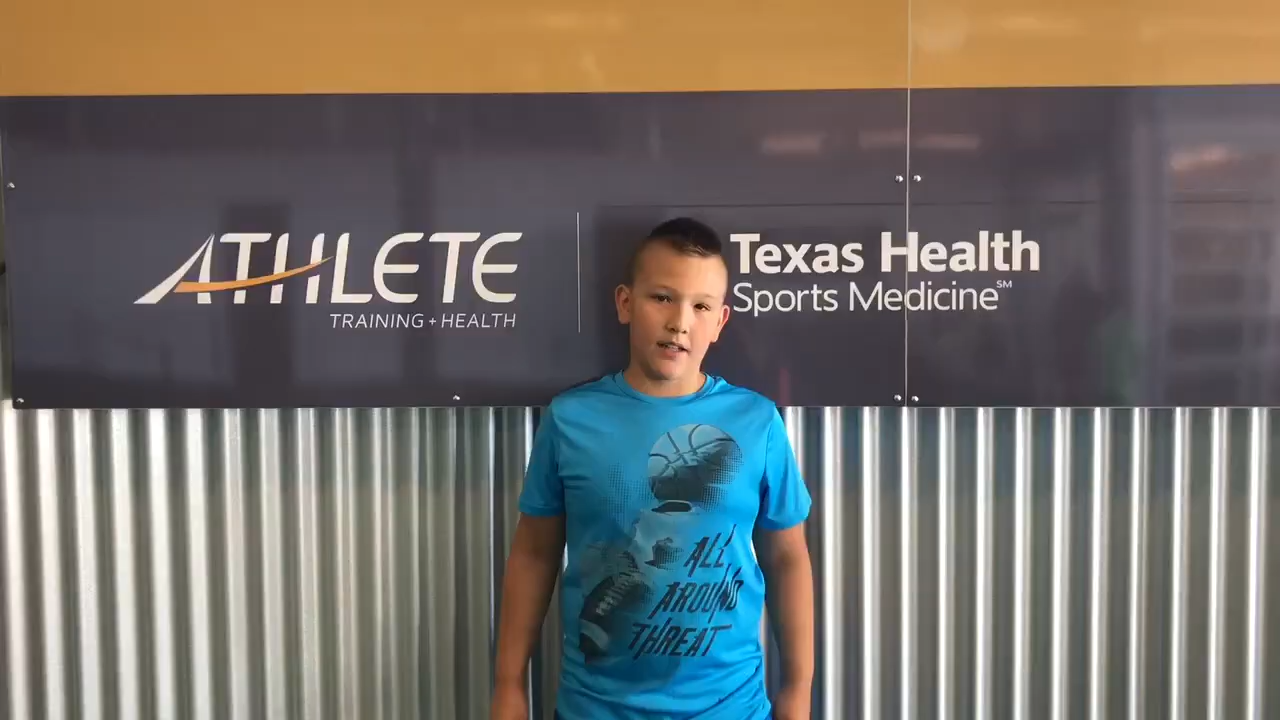 ATHLETE
TRAINING + HEALTH
Texas Health
Sports Medicine℠
ALL
AROUND
THREAT